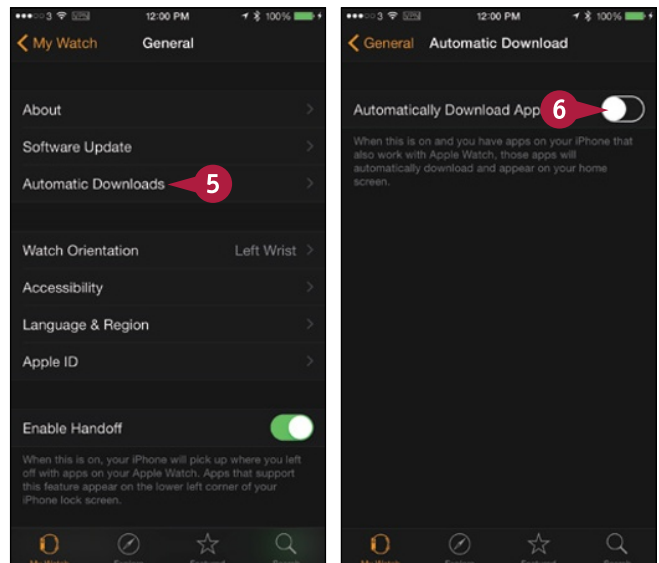 3 12:00 PM 100%
My Watch General
About
Software Update
Automatic Downloads 5
Watch Orientation Left Wrist
Accessibility
Language & Region
Apple ID
Enable Handoff
When this is on, your iPhone will pick up where you left
off with apps on your Apple Watch. Apps that support
this feature appear on the lower left corner of your
iPhone lock screen.
My Watch
3 12:00 PM 100%
General Automatic Download
Automatically Download App 6
When this is on and you have apps on your iPhone that
also work with Apple Watch, those apps will
automatically download and appear on your home
screen.
My Watch